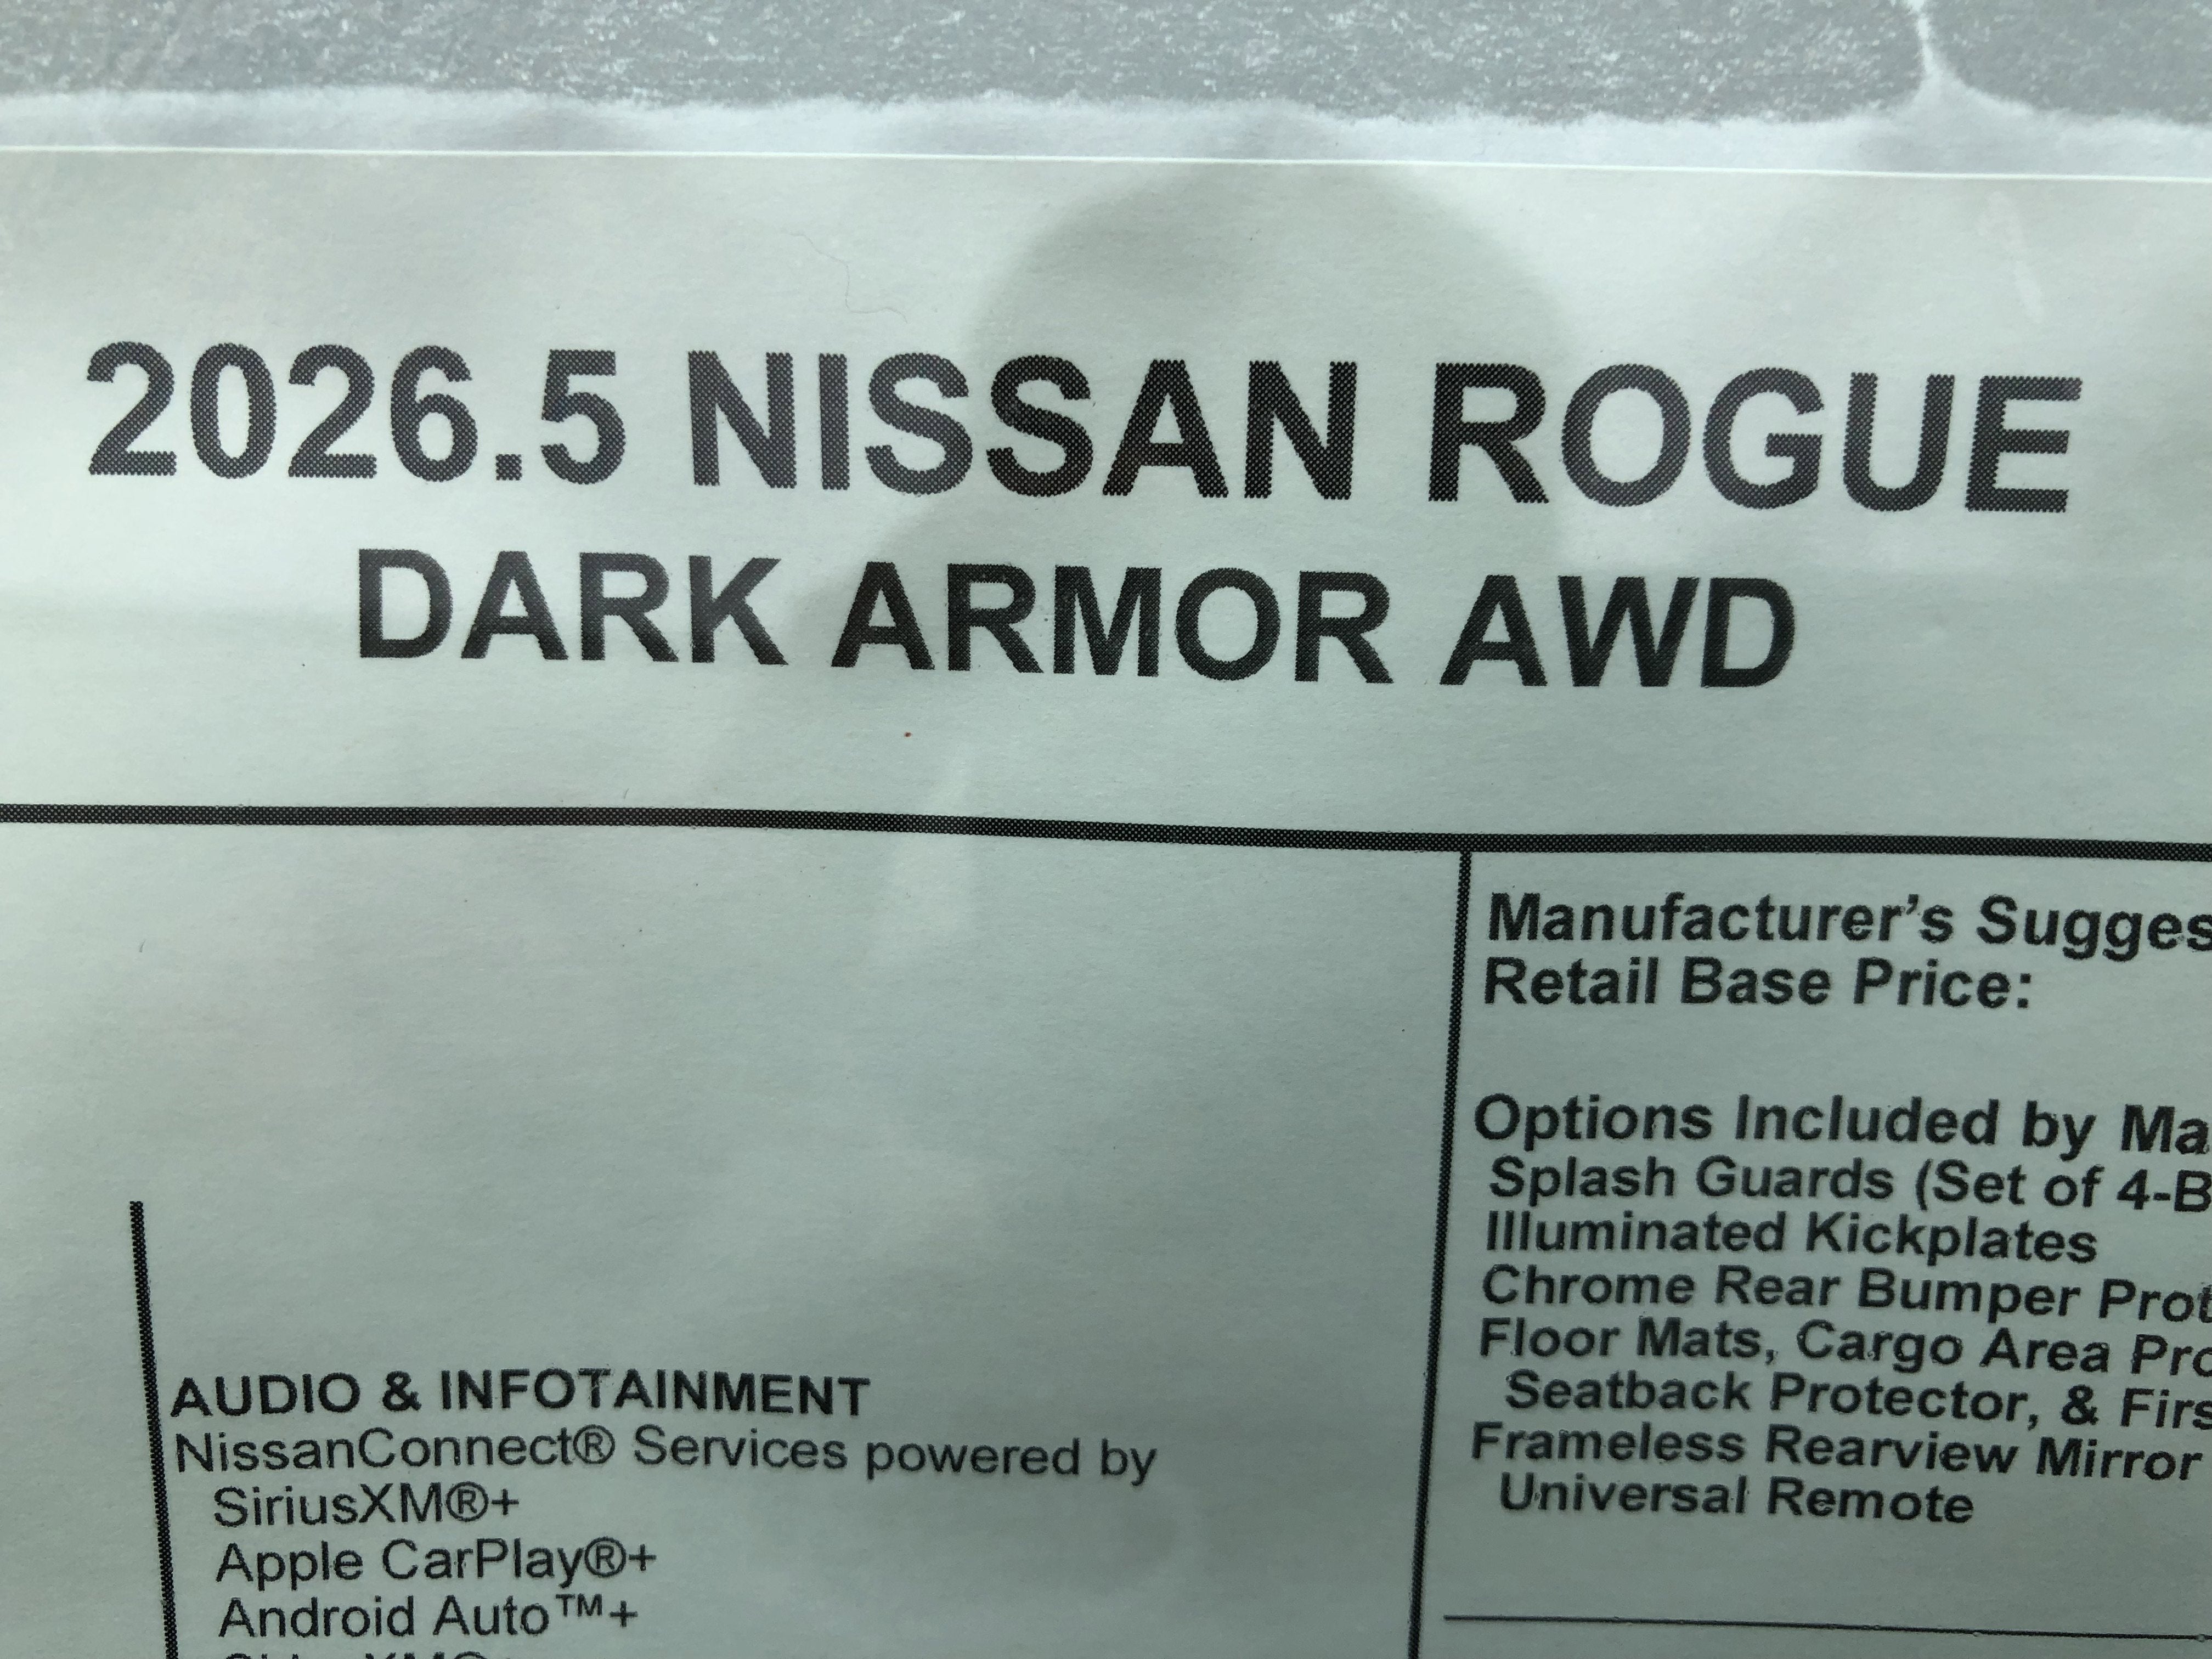 2026.5 NISSAN ROGUE
DARK ARMOR AWD
Manufacturer's
Retail Base Price:
Options Included by
Splash Guards (Set of
Illuminated Kickplates
Chrome Rear Bumper
Floor Mats, Cargo Area
Seatback Protector, &
Frameless Rearview Mirror
Universal Remote
AUDIO & INFOTAINMENT
NissanConnect® Services powered by
SiriusXM®+
Apple CarPlay®+
Android Auto™+